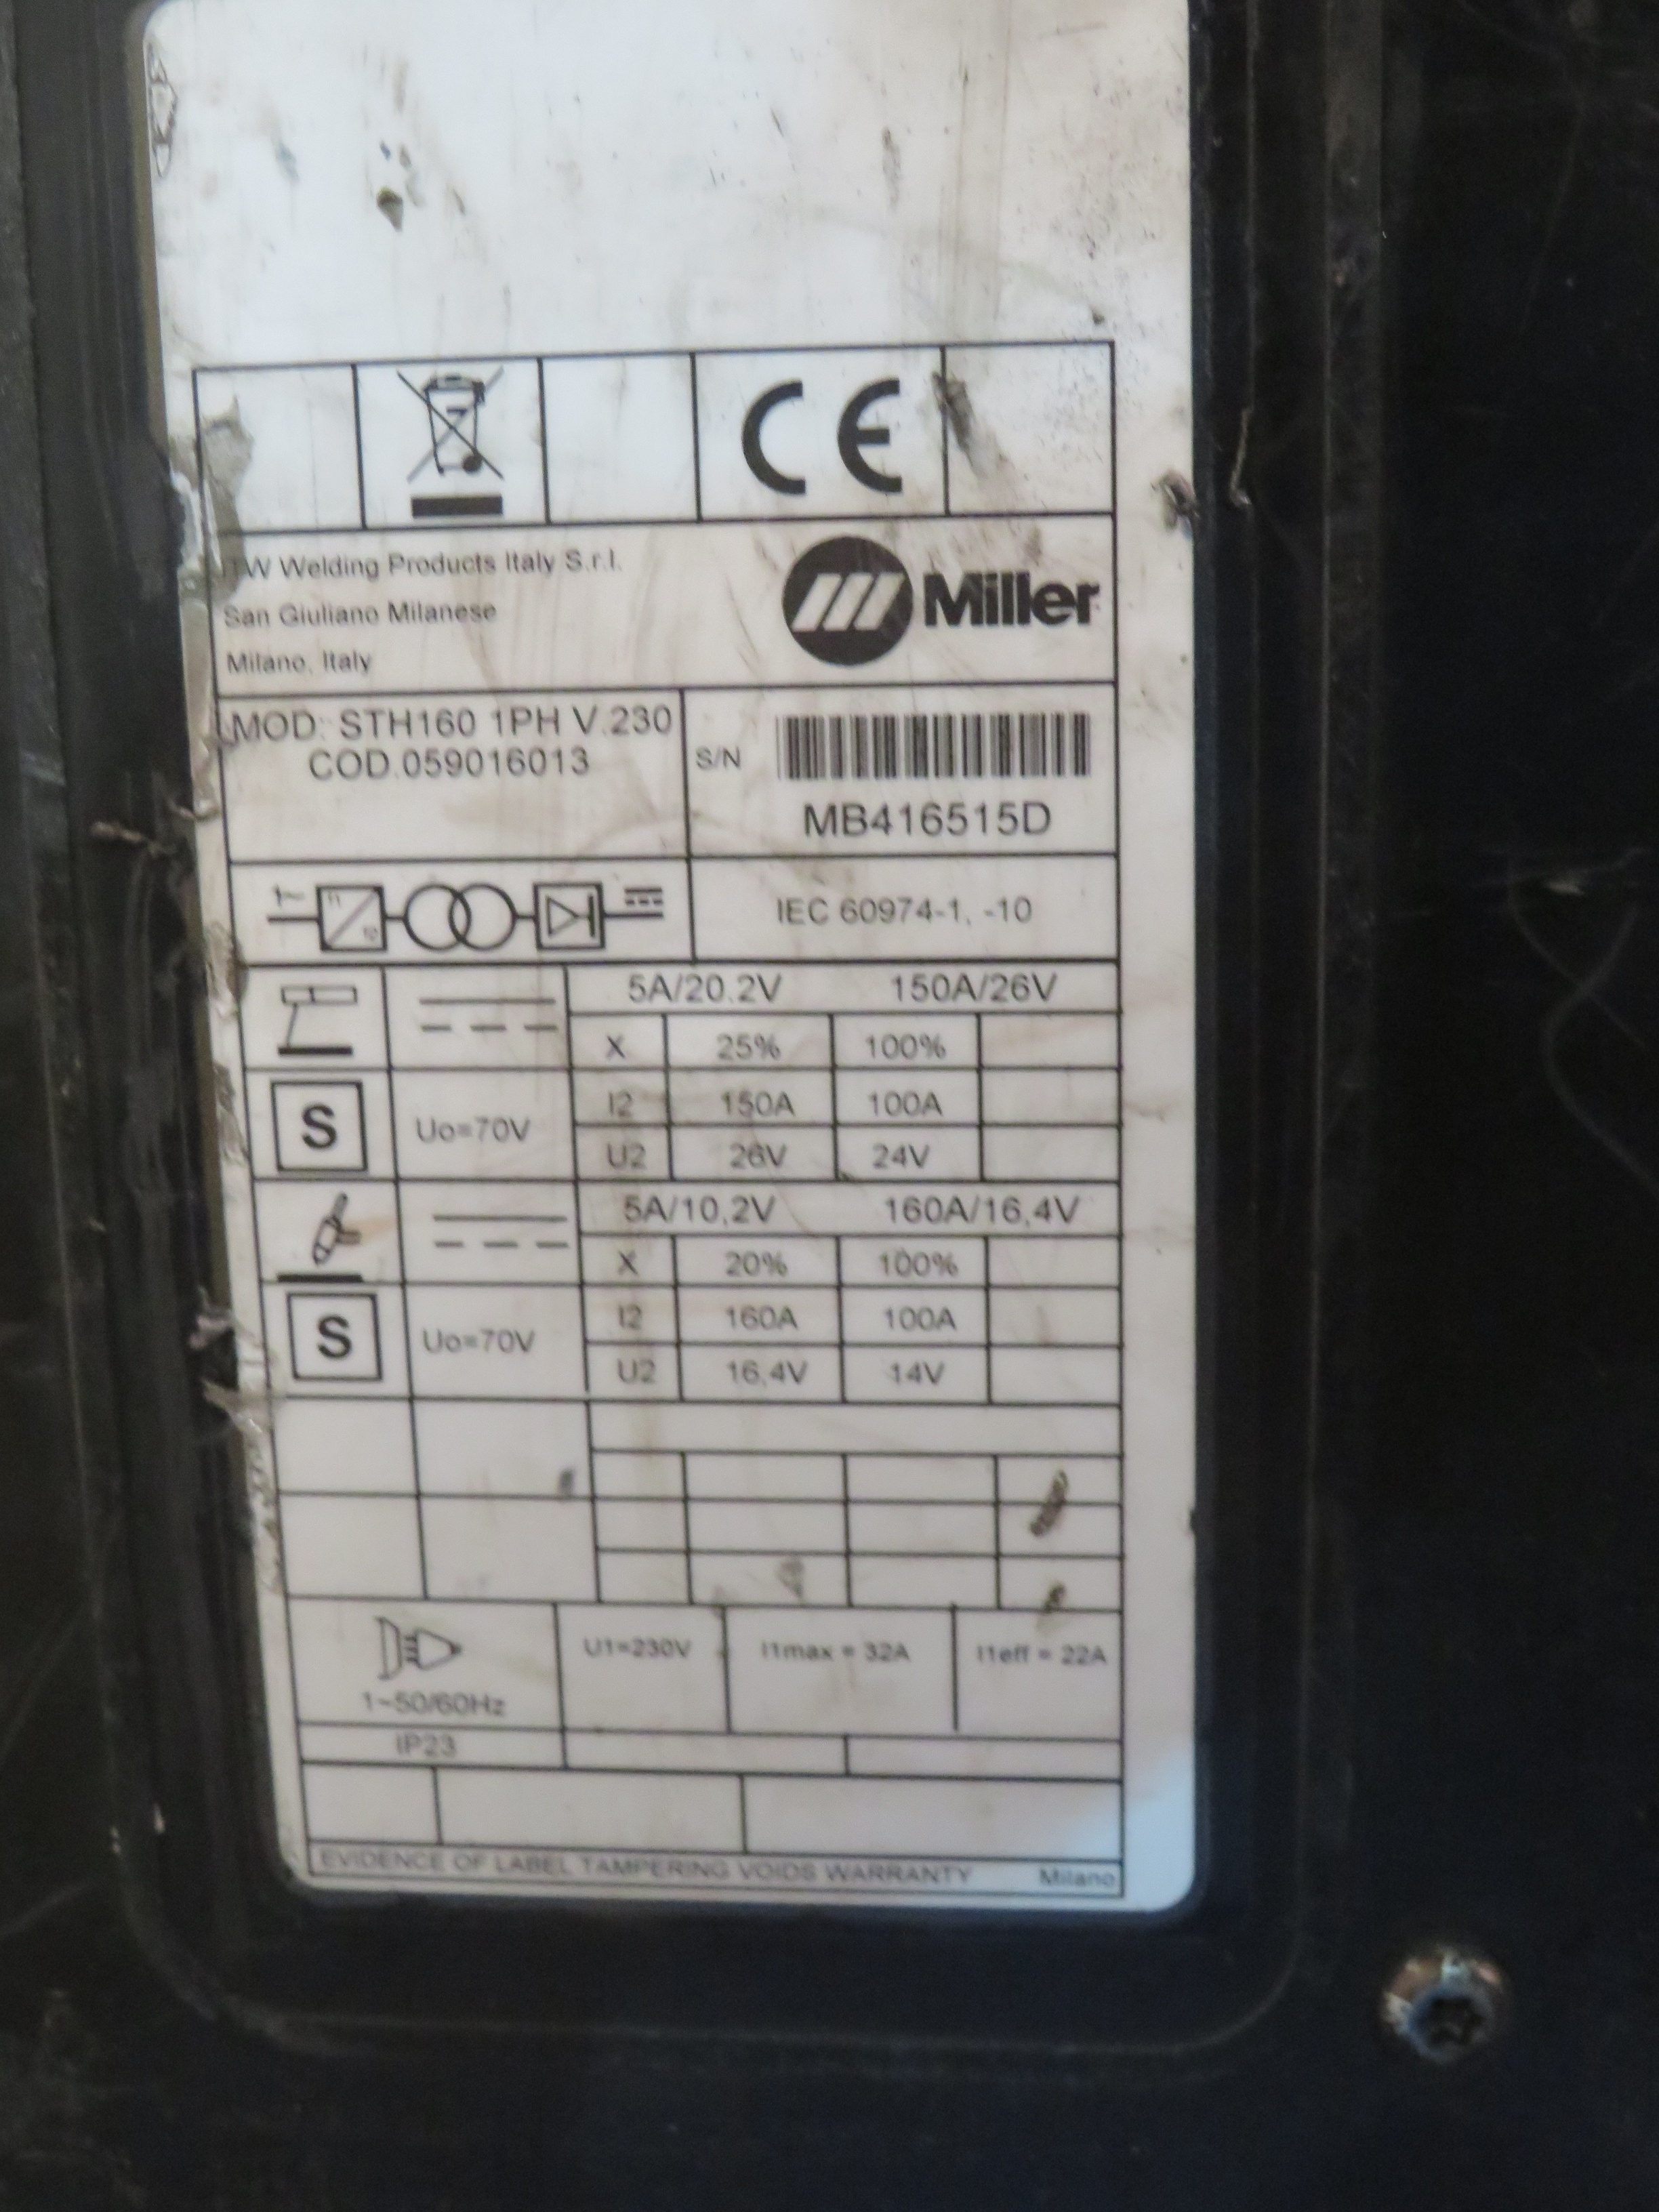 CE
ITW Welding Products Italy S.r.l.
San Giuliano Milanese
Milano, Italy
Miller
MOD: STH160 1PH V.230
COD.059016013
S/N
MB416515D
1~
IEC 60974-1, -10
5A/20.2V 150A/26V
X 25% 100%
I2 150A 100A
U2 26V 24V
S
Uo=70V
5A/10,2V 160A/16,4V
X 20% 100%
I2 160A 100A
U2 16,4V 14V
S
Uo=70V
1~50/60Hz
U1=230V
I1max = 32A
I1eff = 22A
IP23
EVIDENCE OF LABEL TAMPERING VOIDS WARRANTY Milano